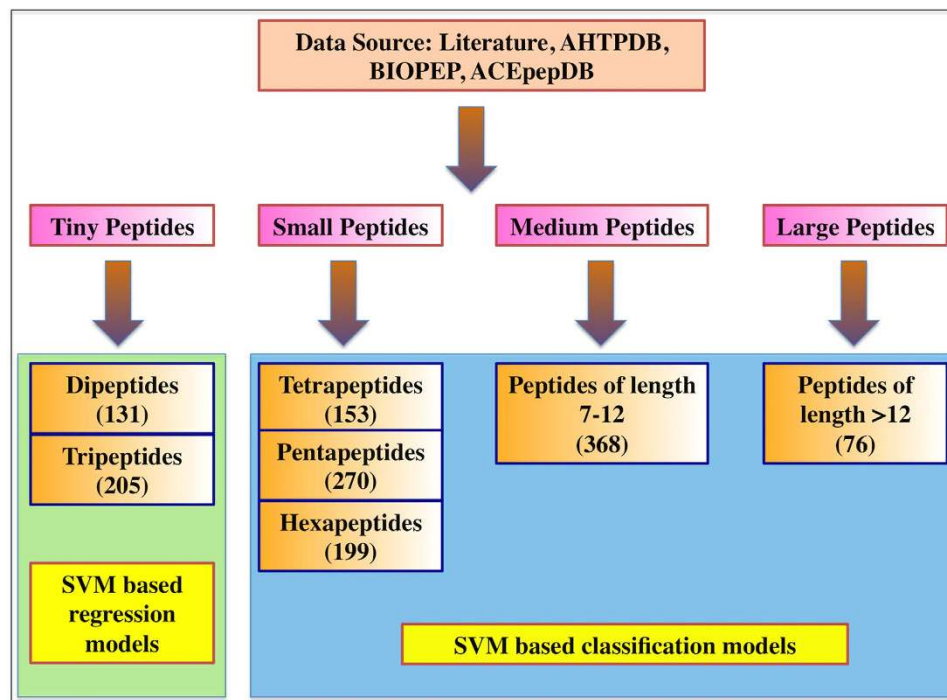 Data Source: Literature, AHTPDB,
BIOPEP, ACEpepDB
Tiny Peptides
Small Peptides
Medium Peptides
Large Peptides
Dipeptides
(131)
Tripeptides
(205)
SVM based
regression
models
Tetrapeptides
(153)
Pentapeptides
(270)
Hexapeptides
(199)
Peptides of length
7-12
(368)
Peptides of
length >12
(76)
SVM based classification models